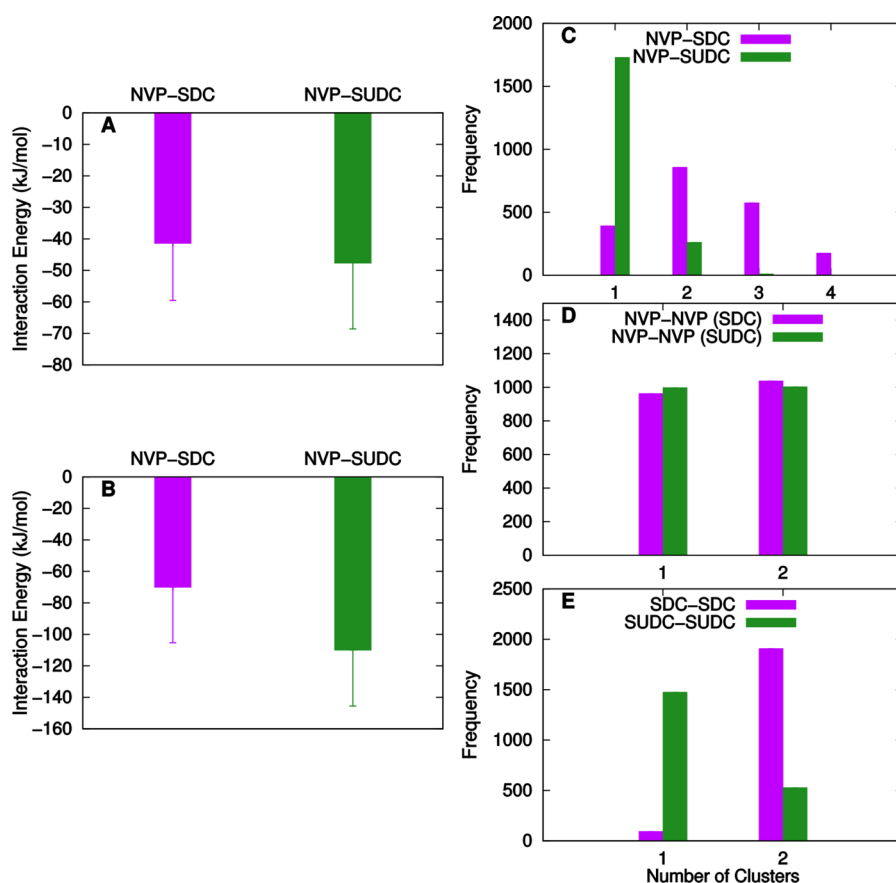 NVP–SDC NVP–SUDC
A
Interaction Energy (kJ/mol)
0
−10
−20
−30
−40
−50
−60
−70
−80
NVP–SDC NVP–SUDC
B
Interaction Energy (kJ/mol)
0
−20
−40
−60
−80
−100
−120
−140
−160
C
NVP–SDC
NVP–SUDC
Frequency
2000
1500
1000
500
0
1 2 3 4
D
NVP–NVP (SDC)
NVP–NVP (SUDC)
Frequency
1400
1200
1000
800
600
400
200
0
1 2
E
SDC–SDC
SUDC–SUDC
Frequency
2500
2000
1500
1000
500
0
1 2
Number of Clusters